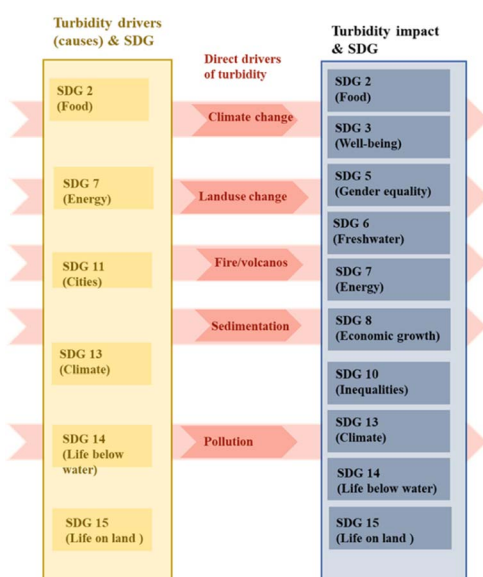 Turbidity drivers
(causes) & SDG
SDG 2
(Food)
SDG 7
(Energy)
SDG 11
(Cities)
SDG 13
(Climate)
SDG 14
(Life below
water)
SDG 15
(Life on land )
Direct drivers
of turbidity
Climate change
Landuse change
Fire/volcanos
Sedimentation
Pollution
Turbidity impact
& SDG
SDG 2
(Food)
SDG 3
(Well-being)
SDG 5
(Gender equality)
SDG 6
(Freshwater)
SDG 7
(Energy)
SDG 8
(Economic growth)
SDG 10
(Inequalities)
SDG 13
(Climate)
SDG 14
(Life below water)
SDG 15
(Life on land )